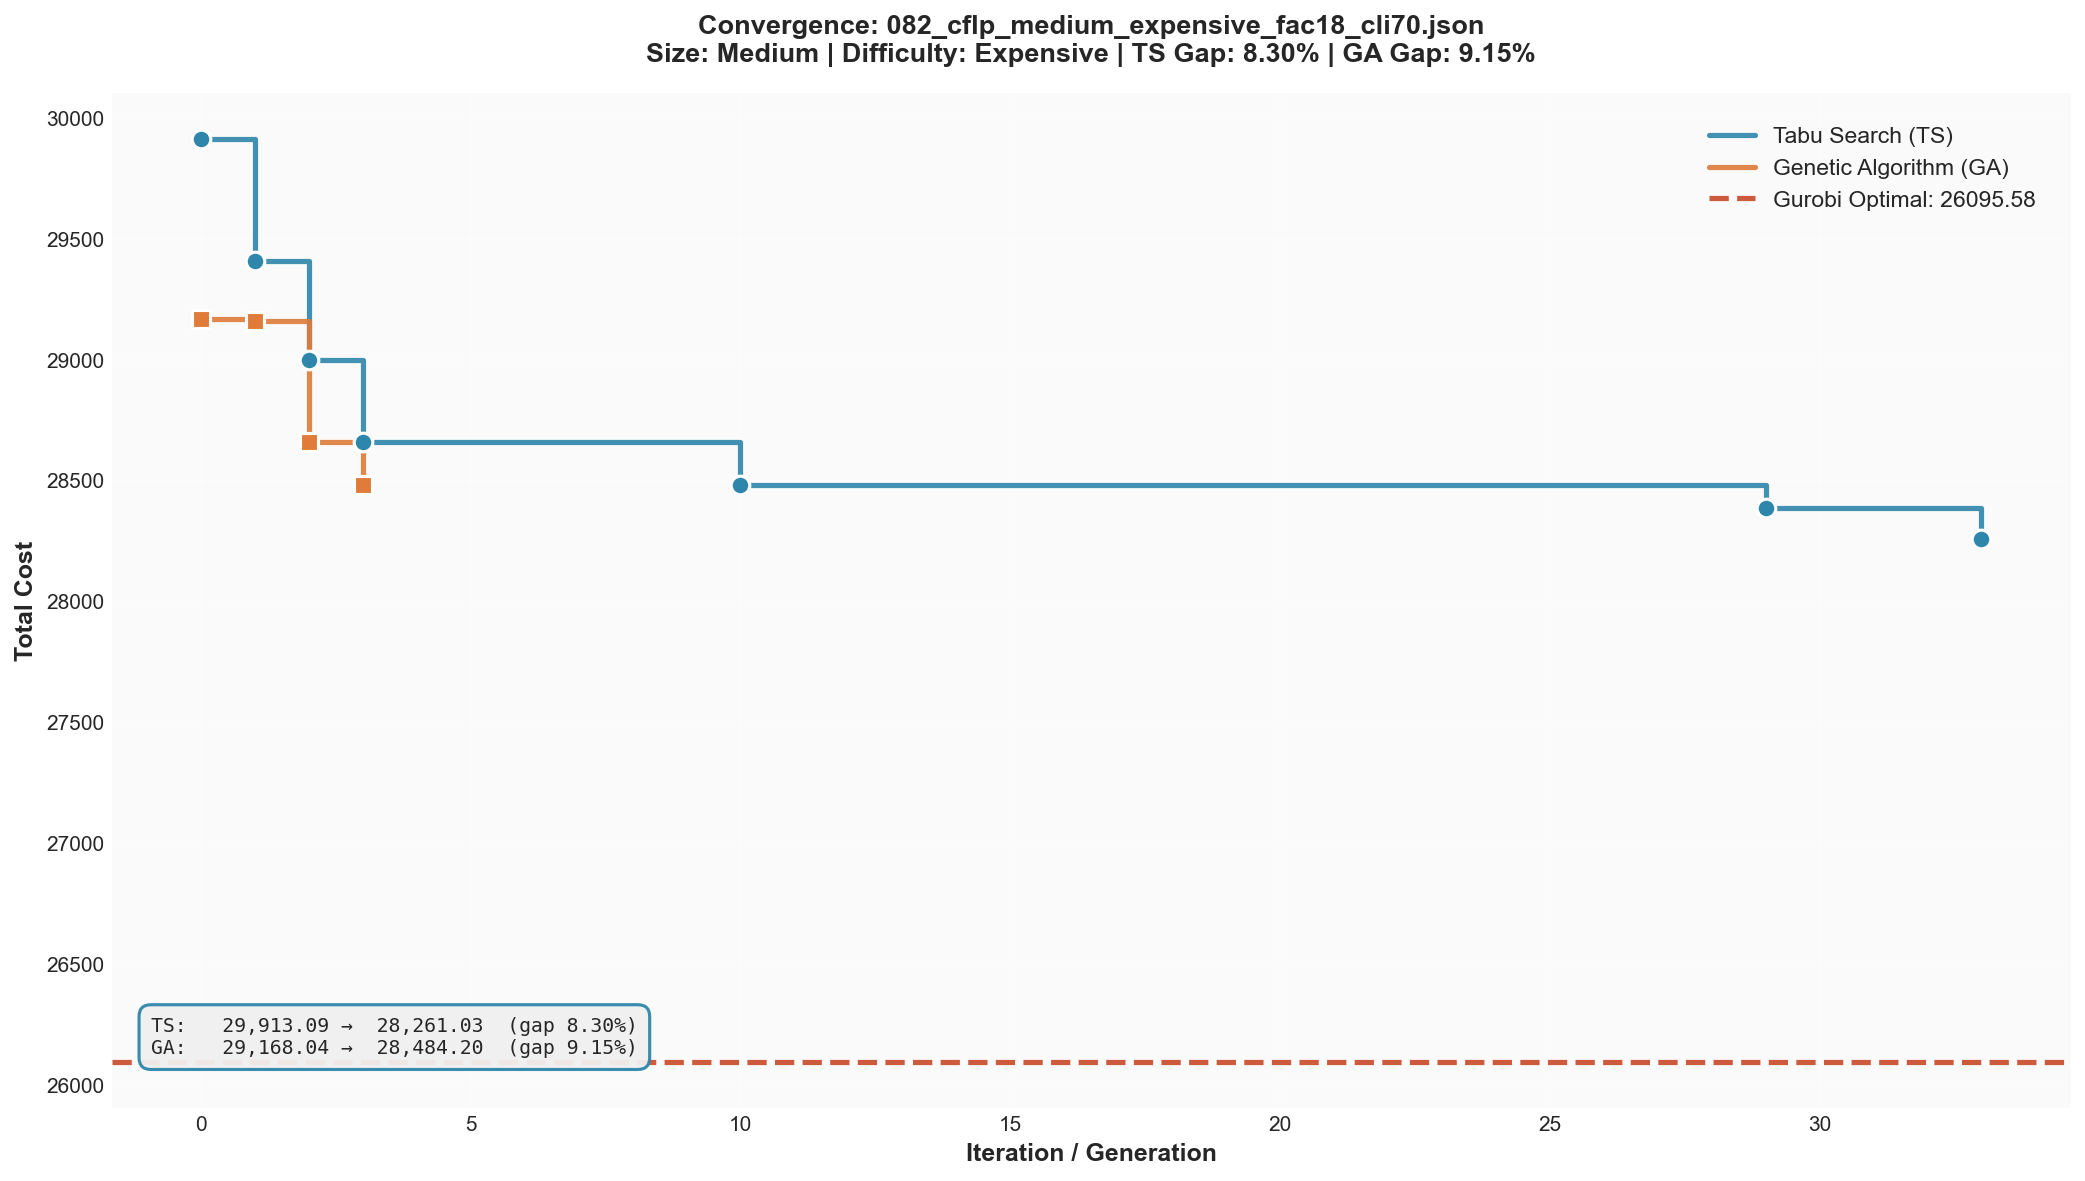 Convergence: 082_cflp_medium_expensive_fac18_cli70.json
Size: Medium | Difficulty: Expensive | TS Gap: 8.30% | GA Gap: 9.15%
Tabu Search (TS)
Genetic Algorithm (GA)
Gurobi Optimal: 26095.58
Total Cost
30000
29500
29000
28500
28000
27500
27000
26500
26000
TS:   29,913.09 →  28,261.03  (gap 8.30%)
GA:   29,168.04 →  28,484.20  (gap 9.15%)
0 5 10 15 20 25 30
Iteration / Generation